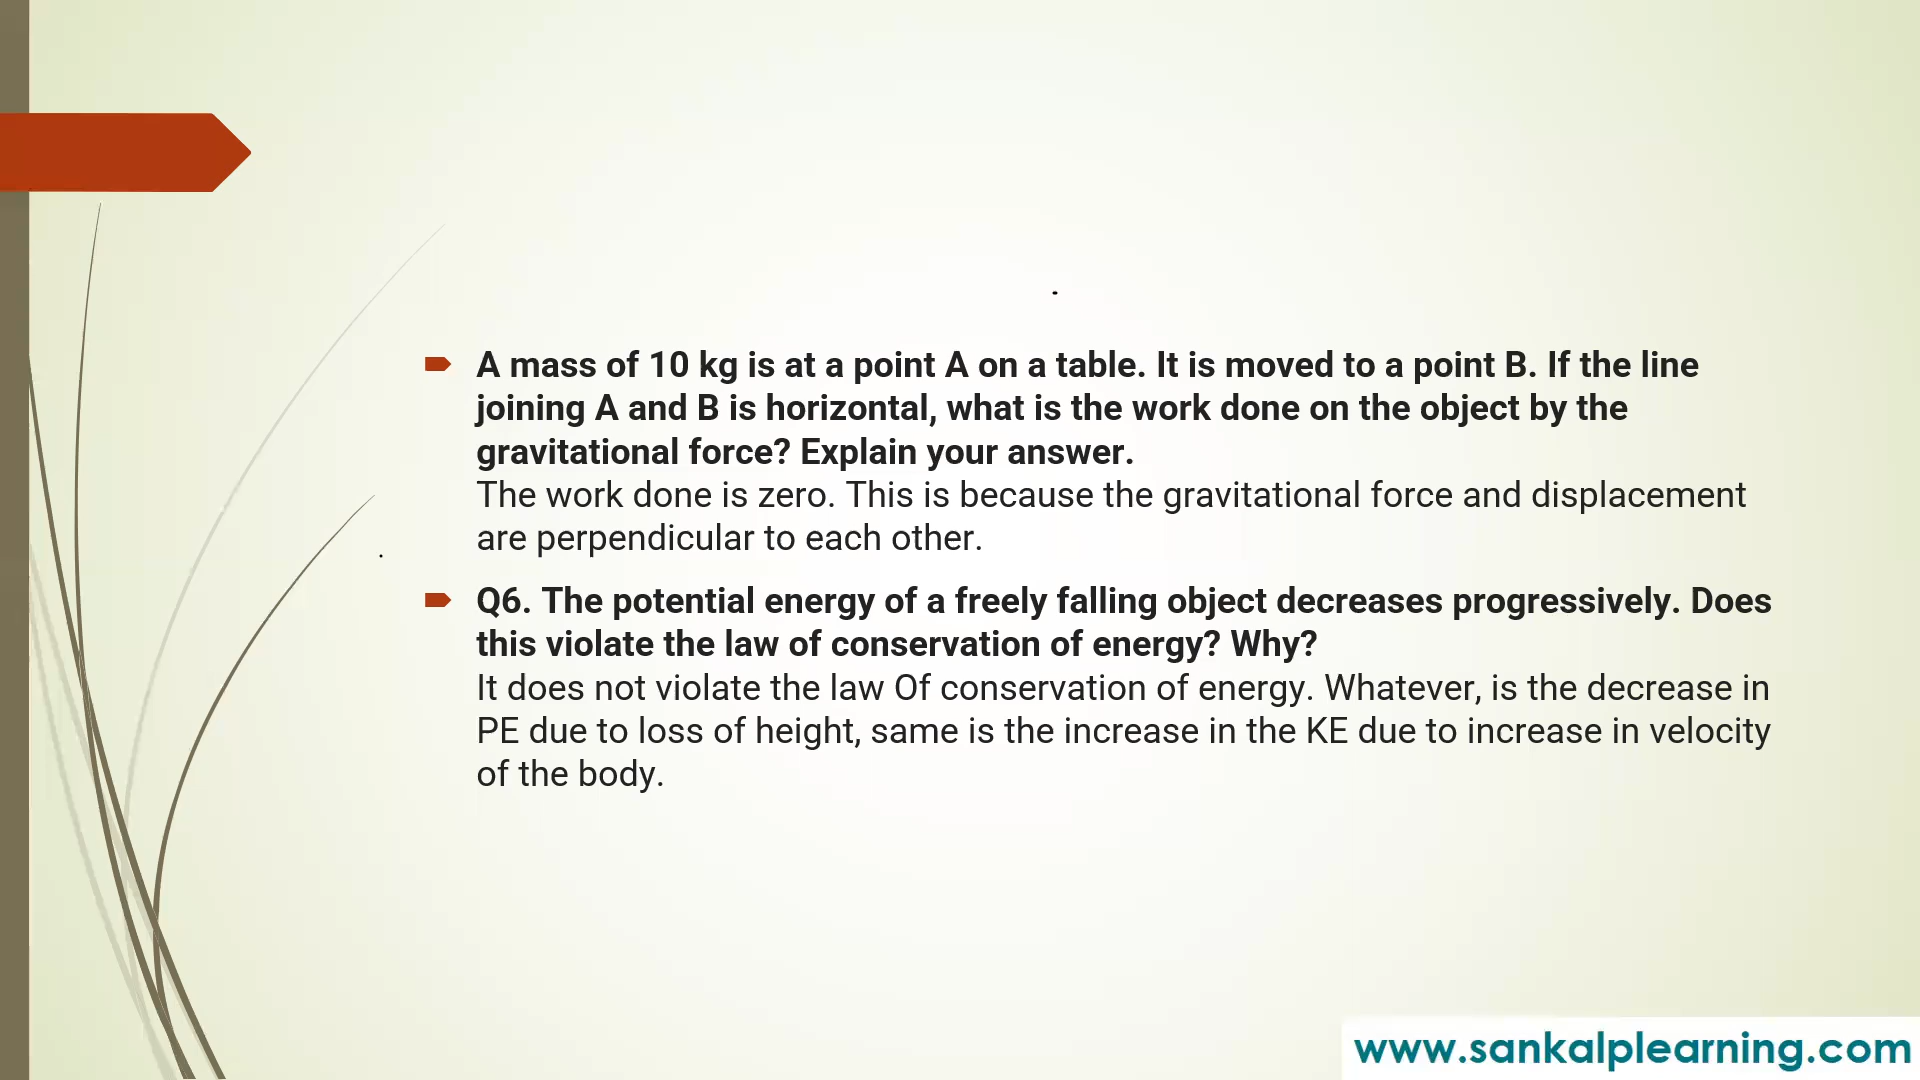 A mass of 10 kg is at a point A on a table. It is moved to a point B. If the line
joining A and B is horizontal, what is the work done on the object by the
gravitational force? Explain your answer.
The work done is zero. This is because the gravitational force and displacement
are perpendicular to each other.
Q6. The potential energy of a freely falling object decreases progressively. Does
this violate the law of conservation of energy? Why?
It does not violate the law Of conservation of energy. Whatever, is the decrease in
PE due to loss of height, same is the increase in the KE due to increase in velocity
of the body.
www.sankalplearning.com